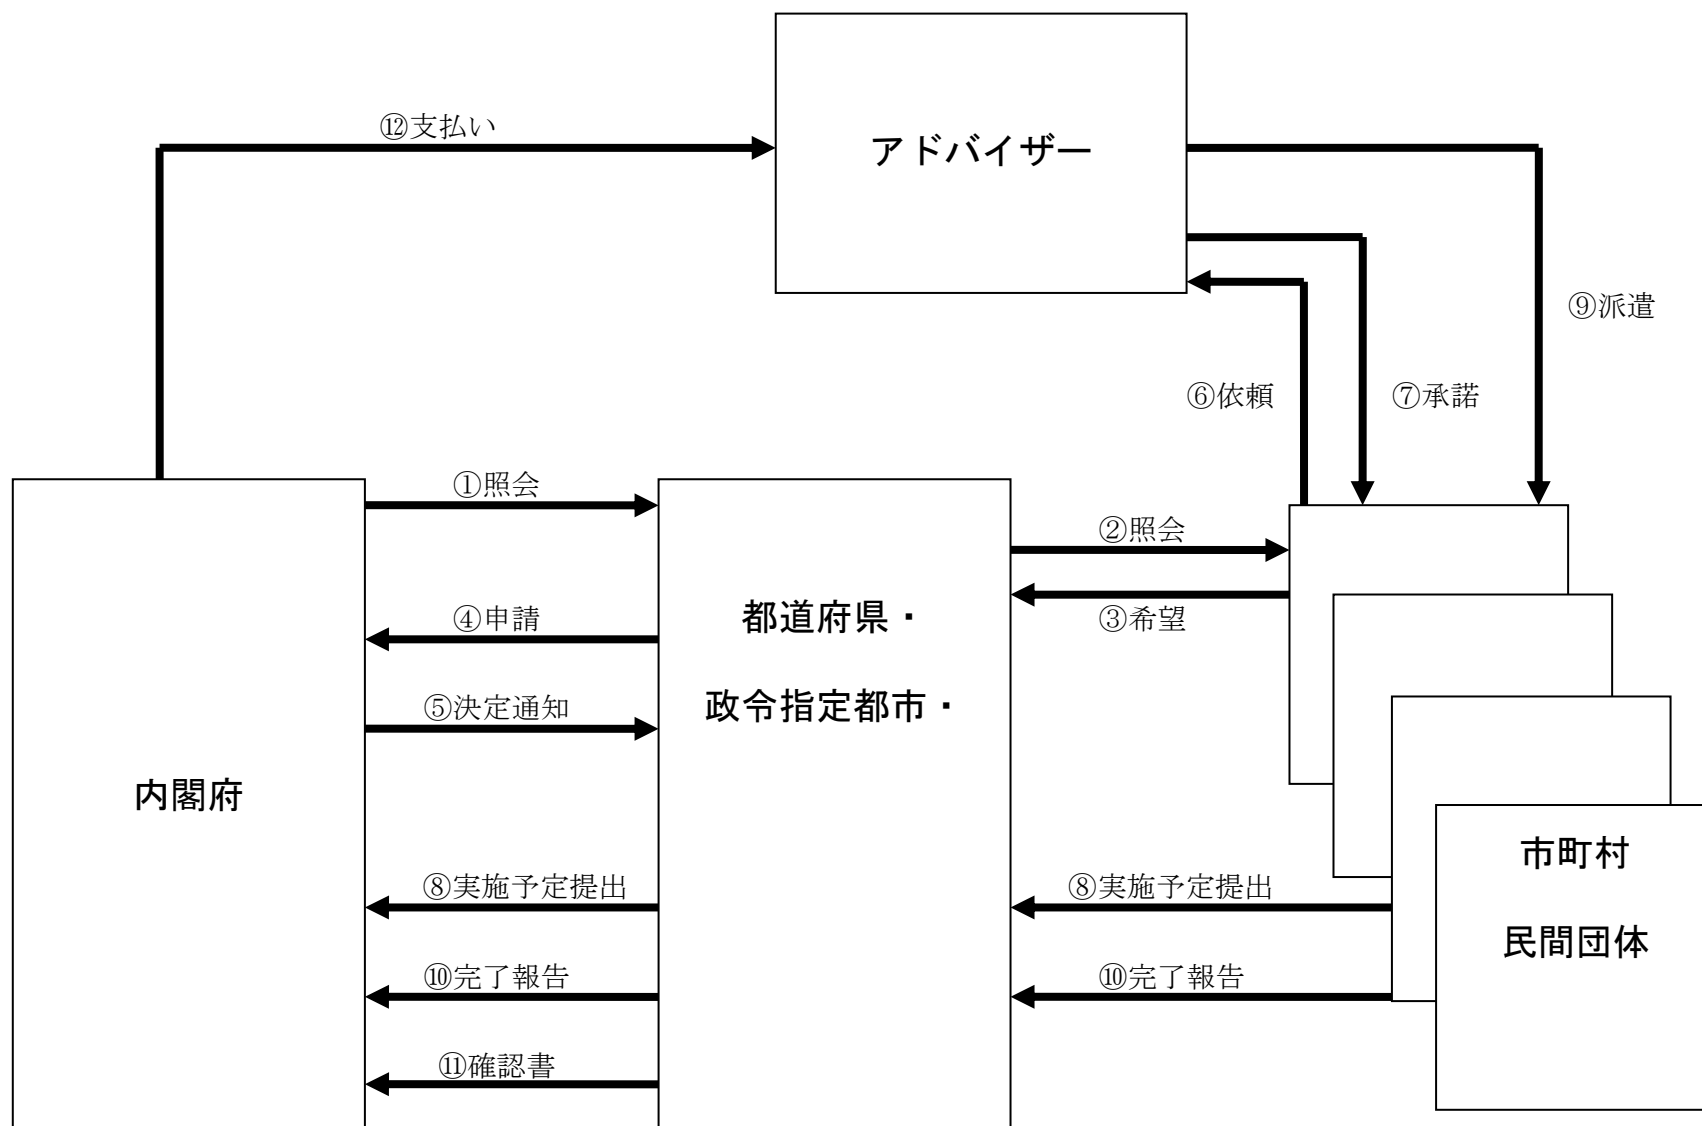 ⑫支払い
アドバイザー
⑨派遣
⑥依頼
⑦承諾
①照会
②照会
④申請
③希望
都道府県・
政令指定都市・
⑤決定通知
内閣府
市町村
民間団体
⑧実施予定提出
⑧実施予定提出
⑩完了報告
⑩完了報告
⑪確認書